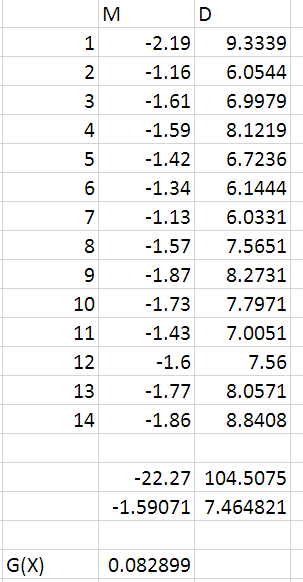 M D
1 -2.19 9.3339
2 -1.16 6.0544
3 -1.61 6.9979
4 -1.59 8.1219
5 -1.42 6.7236
6 -1.34 6.1444
7 -1.13 6.0331
8 -1.57 7.5651
9 -1.87 8.2731
10 -1.73 7.7971
11 -1.43 7.0051
12 -1.6 7.56
13 -1.77 8.0571
14 -1.86 8.8408
-22.27 104.5075
-1.59071 7.464821
G(X) 0.082899